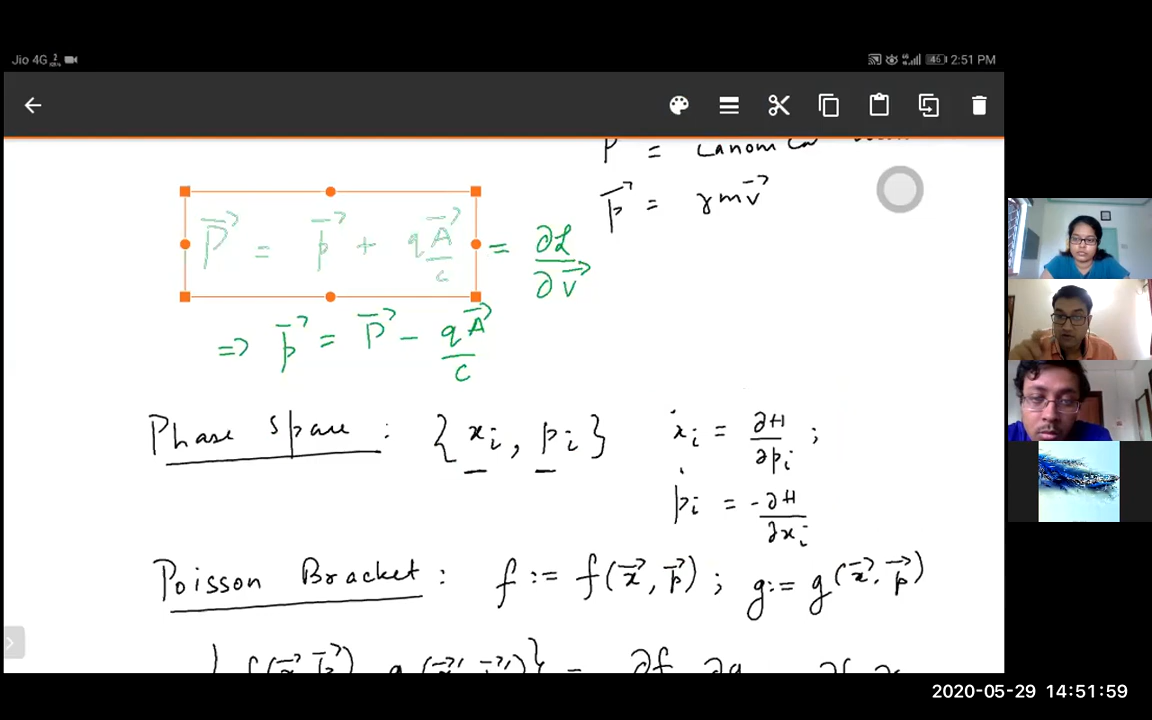 Jio 4G 2:51 PM
P = canonical
p⃗ = γmv⃗
P⃗ = p⃗ + qA⃗/c = ∂L/∂v⃗
=> p⃗ = P⃗ - qA⃗/c
Phase Space : {xi, pi} ẋi = ∂H/∂pi ;
ṗi = -∂H/∂xi
Poisson Bracket : f := f(x⃗, p⃗) ; g := g(x⃗, p⃗)
2020-05-29 14:51:59